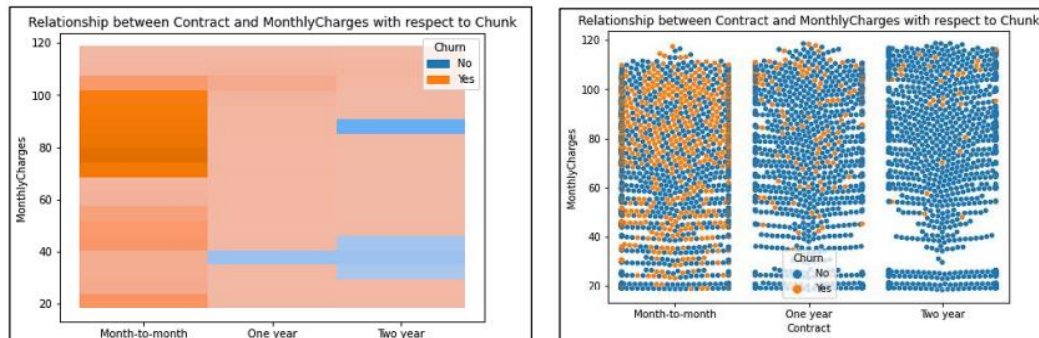 Relationship between Contract and MonthlyCharges with respect to Chunk
120
100
80
60
40
20
MonthlyCharges
Churn
No
Yes
Month-to-month
One year
Two year
Relationship between Contract and MonthlyCharges with respect to Chunk
120
100
80
60
40
20
MonthlyCharges
Churn
No
Yes
Month-to-month
One year
Two year
Contract